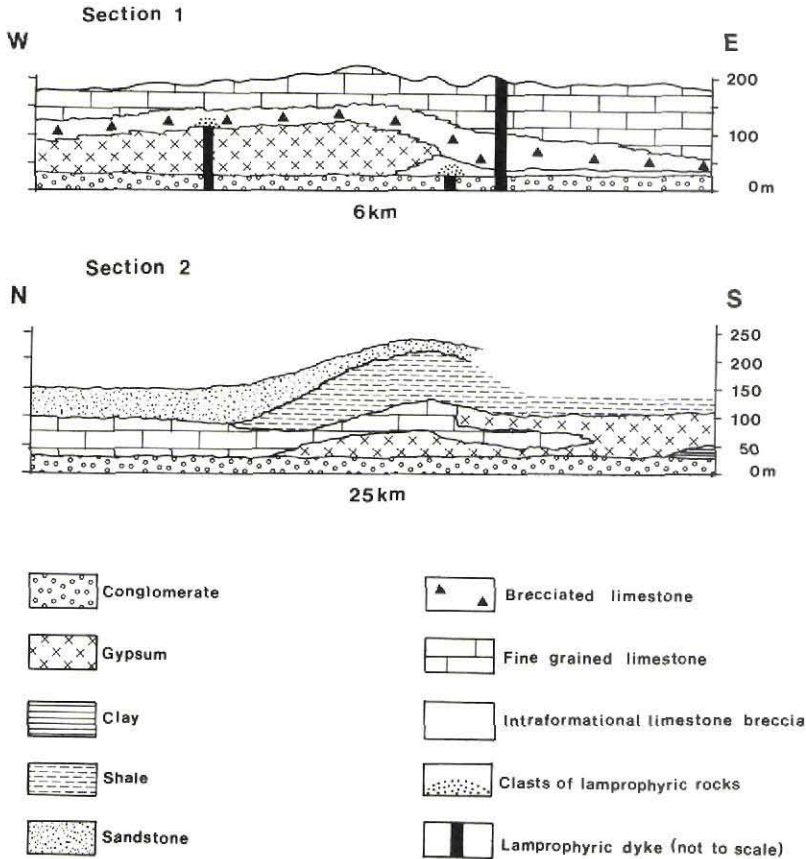 Section 1
W
E
200
100
0m
6km
Section 2
N
S
250
200
150
100
50
0m
25km
Conglomerate
Gypsum
Clay
Shale
Sandstone
Brecciated limestone
Fine grained limestone
Intraformational limestone breccia
Clasts of lamprophyric rocks
Lamprophyric dyke (not to scale)